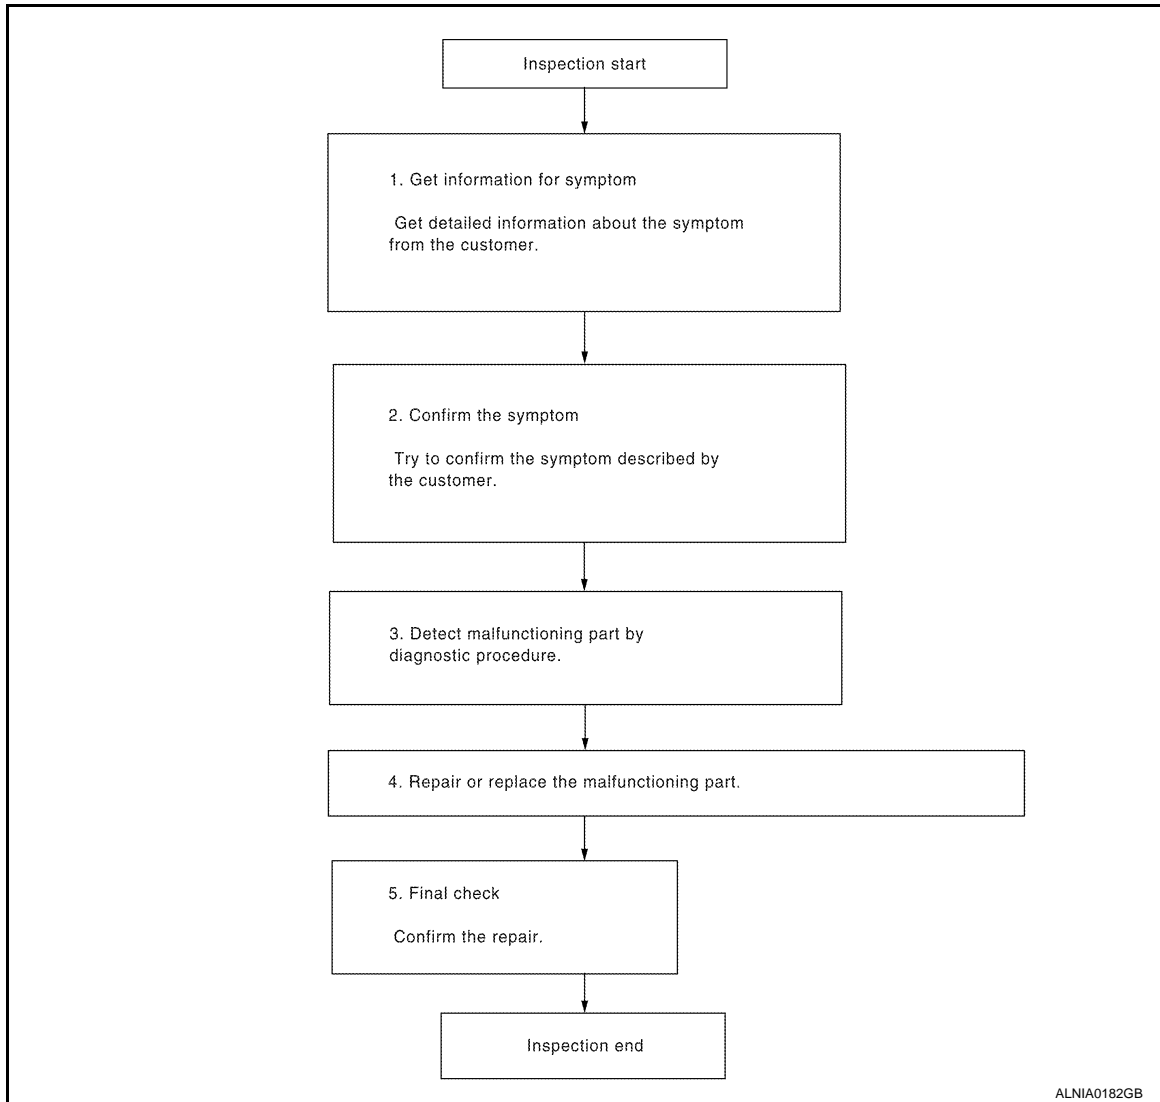 Inspection start
1. Get information for symptom
Get detailed information about the symptom
from the customer.
2. Confirm the symptom
Try to confirm the symptom described by
the customer.
3. Detect malfunctioning part by
diagnostic procedure.
4. Repair or replace the malfunctioning part.
5. Final check
Confirm the repair.
Inspection end
ALNIA0182GB